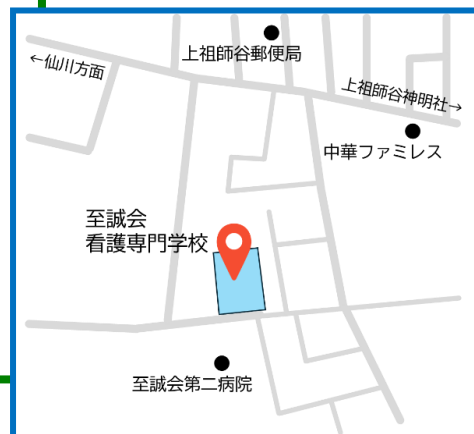 上祖師谷郵便局
←仙川方面
上祖師谷神明社→
中華ファミレス
至誠会
看護専門学校
至誠会第二病院